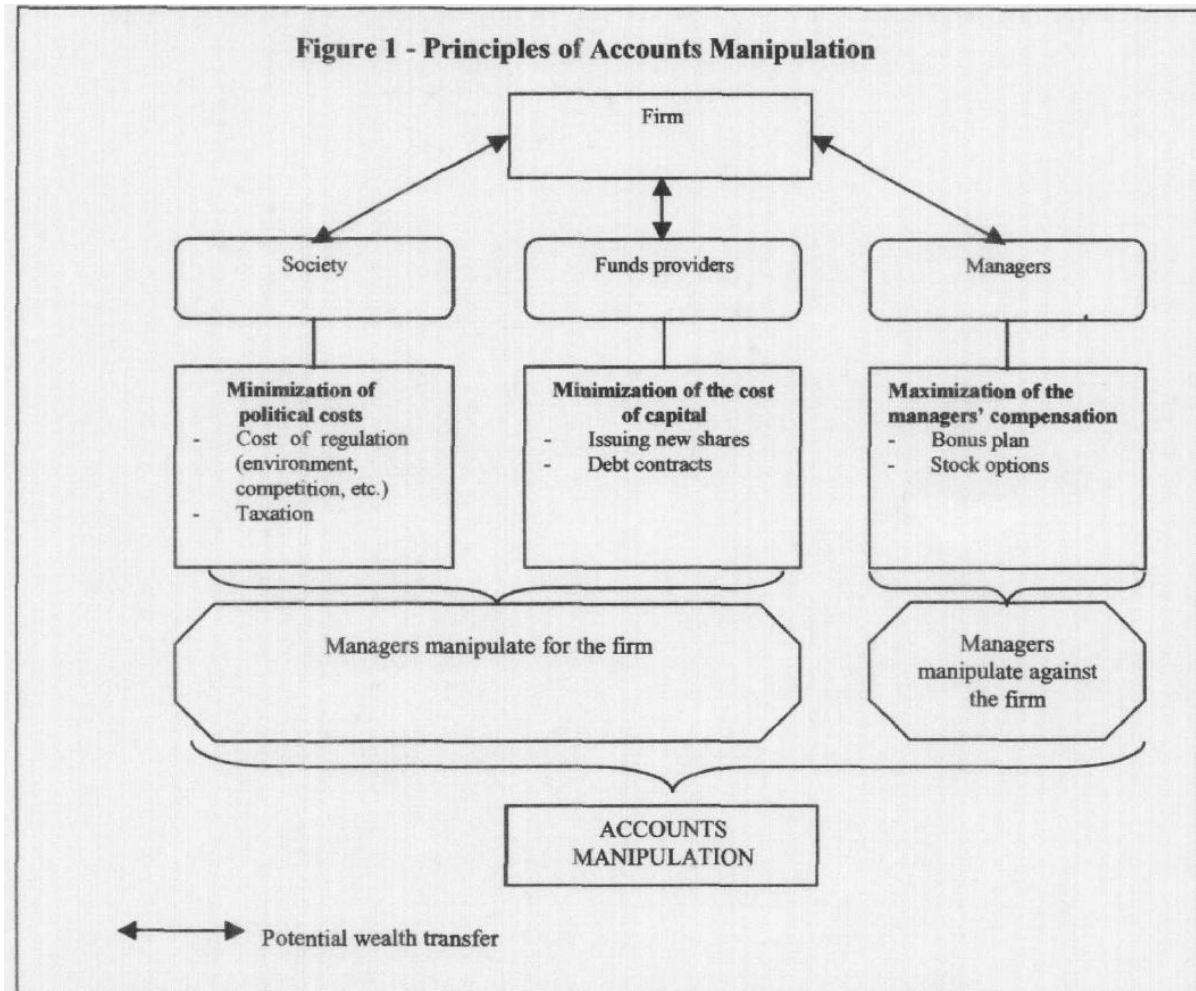 Figure 1 - Principles of Accounts Manipulation
Firm
Society
Funds providers
Managers
Minimization of
political costs
- Cost of regulation
(environment,
competition, etc.)
- Taxation
Minimization of the cost
of capital
- Issuing new shares
- Debt contracts
Maximization of the
managers' compensation
- Bonus plan
- Stock options
Managers manipulate for the firm
Managers
manipulate against
the firm
ACCOUNTS
MANIPULATION
Potential wealth transfer